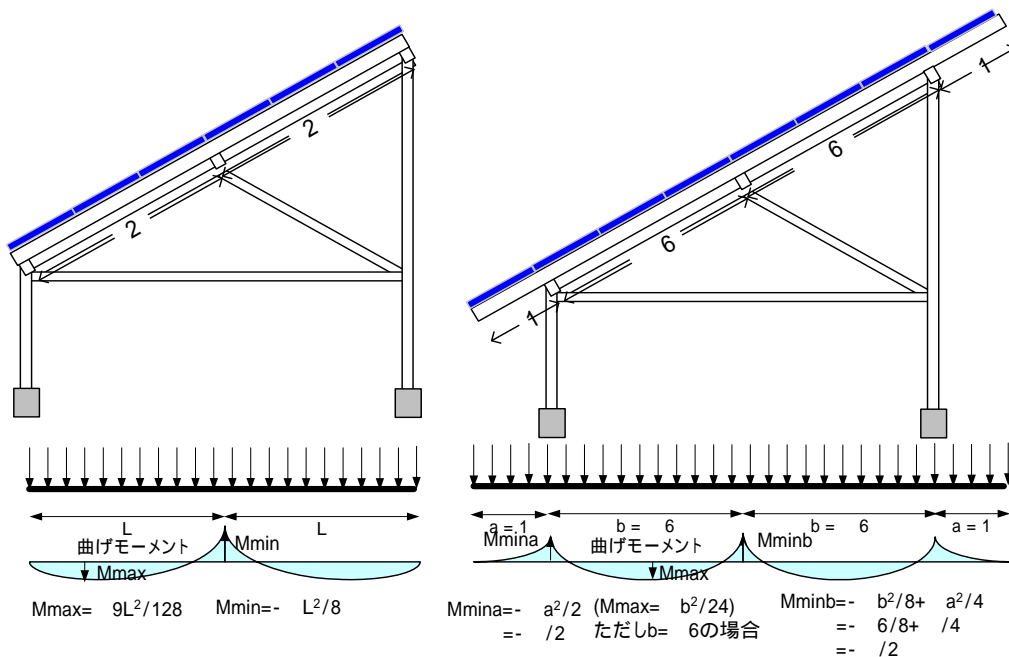 2
2
1
6
6
1
L
L
曲げモーメント
Mmin
Mmax
Mmax= 9L²/128
Mmin=- L²/8
a = 1
b = 6
b = 6
a = 1
Mmina
曲げモーメント
Mmax
Mminb
Mmina=- a²/2
=- /2
(Mmax= b²/24)
ただしb= 6の場合
Mminb=- b²/8+ a²/4
=- 6/8+ /4
=- /2